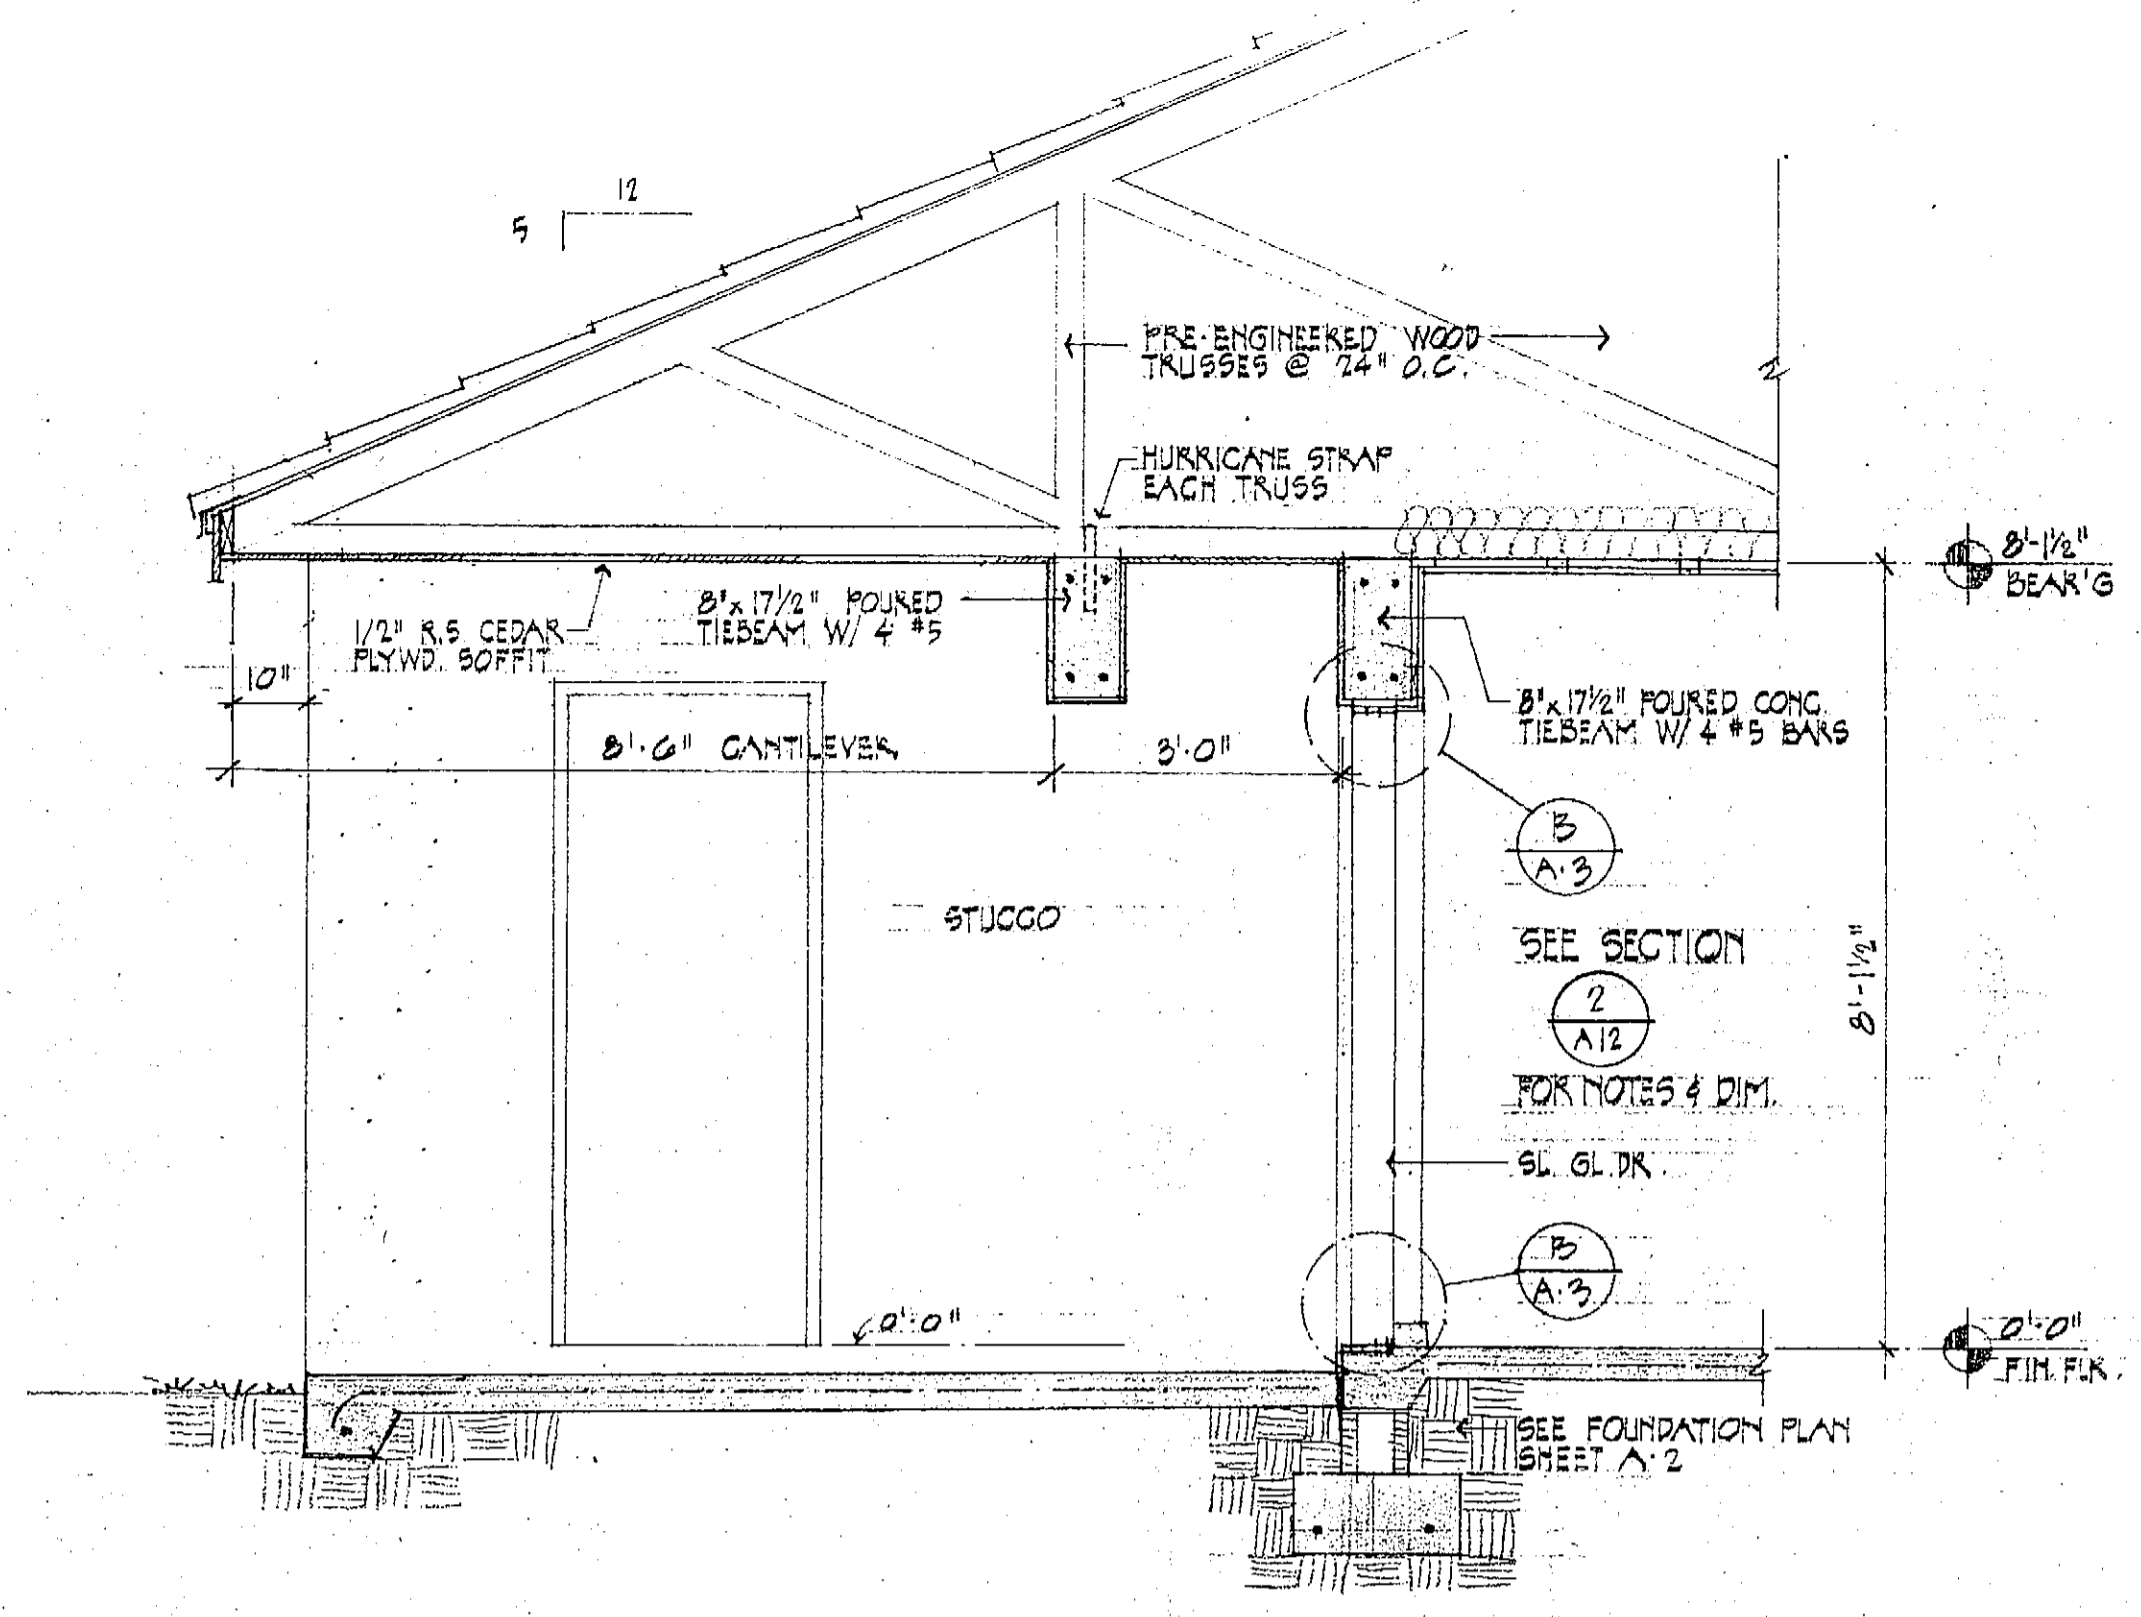 12
5
PRE-ENGINEERED WOOD
TRUSSES @ 24" O.C.
HURRICANE STRAP
EACH TRUSS
8'-1½"
BEAR'G
1/2" R.S CEDAR
PLYWD. SOFFIT
8"x 17½" POURED
TIEBEAM W/ 4 #5
10"
8"x 17½" POURED CONC.
TIEBEAM W/ 4 #5 BARS
8'-6" CANTILEVER
3'-0"
B
A-3
STUCCO
SEE SECTION
2
A12
FOR NOTES & DIM.
8'-1½"
SL. GL. DR.
B
A-3
0'-0"
0'-0"
FIN. FLR.
SEE FOUNDATION PLAN
SHEET A-2